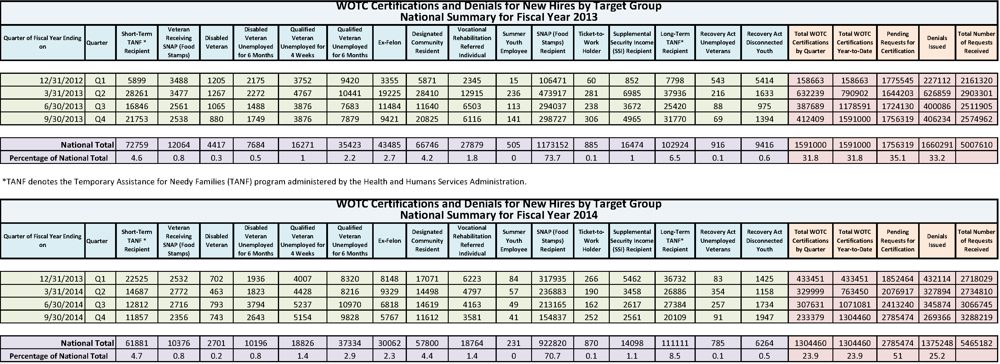 WOTC Certifications and Denials for New Hires by Target Group
National Summary for Fiscal Year 2013
Quarter of Fiscal Year Ending on Quarter Short-Term TANF * Recipient Veteran Receiving SNAP (Food Stamps) Disabled Veteran Disabled Veteran Unemployed for 6 Months Qualified Veteran Unemployed for 4 Weeks Qualified Veteran Unemployed for 6 Months Ex-Felon Designated Community Resident Vocational Rehabilitation Referred Individual Summer Youth Employee SNAP (Food Stamps) Recipient Ticket-to-Work Holder Supplemental Security Income (SSI) Recipient Long-Term TANF* Recipient Recovery Act Unemployed Veterans Recovery Act Disconnected Youth Total WOTC Certifications by Quarter Total WOTC Certifications Year-to-Date Pending Requests for Certification Denials Issued Total Number of Requests Received
12/31/2012 Q1 5899 3488 1205 2175 3752 9420 3355 5871 2345 15 106471 60 852 7798 543 5414 158663 158663 1775545 227112 2161320
3/31/2013 Q2 28261 3477 1267 2272 4767 10441 19225 28410 12915 236 473917 281 6985 37936 216 1633 632239 790902 1644203 626859 2903301
6/30/2013 Q3 16846 2561 1065 1488 3876 7683 11484 11640 6503 113 294037 238 3672 25420 88 975 387689 1178591 1724130 400086 2511905
9/30/2013 Q4 21753 2538 880 1749 3876 7879 9421 20825 6116 141 298727 306 4965 31770 69 1394 412409 1591000 1756319 406234 2574962
National Total 72759 12064 4417 7684 16271 35423 43485 66746 27879 505 1173152 885 16474 102924 916 9416 1591000 1591000 1756319 1660291 5007610
Percentage of National Total 4.6 0.8 0.3 0.5 1 2.2 2.7 4.2 1.8 0 73.7 0.1 1 6.5 0.1 0.6 31.8 31.8 35.1 33.2
*TANF denotes the Temporary Assistance for Needy Families (TANF) program administered by the Health and Humans Services Administration.
WOTC Certifications and Denials for New Hires by Target Group
National Summary for Fiscal Year 2014
Quarter of Fiscal Year Ending on Quarter Short-Term TANF * Recipient Veteran Receiving SNAP (Food Stamps) Disabled Veteran Disabled Veteran Unemployed for 6 Months Qualified Veteran Unemployed for 4 Weeks Qualified Veteran Unemployed for 6 Months Ex-Felon Designated Community Resident Vocational Rehabilitation Referred Individual Summer Youth Employee SNAP (Food Stamps) Recipient Ticket-to-Work Holder Supplemental Security Income (SSI) Recipient Long-Term TANF* Recipient Recovery Act Unemployed Veterans Recovery Act Disconnected Youth Total WOTC Certifications by Quarter Total WOTC Certifications Year-to-Date Pending Requests for Certification Denials Issued Total Number of Requests Received
12/31/2013 Q1 22525 2532 702 1936 4007 8320 8148 17071 6223 84 317935 266 5462 36732 83 1425 433451 433451 1852464 432114 2718029
3/31/2014 Q2 14687 2772 463 1823 4428 8216 9329 14498 4797 57 236883 190 3458 26886 354 1158 329999 763450 2076917 327894 2734810
6/30/2014 Q3 12812 2716 793 3794 5237 10970 6818 14619 4163 49 213165 162 2617 27384 257 1734 307631 1071081 2413240 345874 3066745
9/30/2014 Q4 11857 2356 743 2643 5154 9828 5767 11612 3581 41 154837 252 2561 20109 91 1947 233379 1304460 2785474 269366 3288219
National Total 61881 10376 2701 10196 18826 37334 30062 57800 18764 231 922820 870 14098 111111 785 6264 1304460 1304460 2785474 1375248 5465182
Percentage of National Total 4.7 0.8 0.2 0.8 1.4 2.9 2.3 4.4 1.4 0 70.7 0.1 1.1 8.5 0.1 0.5 23.9 23.9 51 25.2